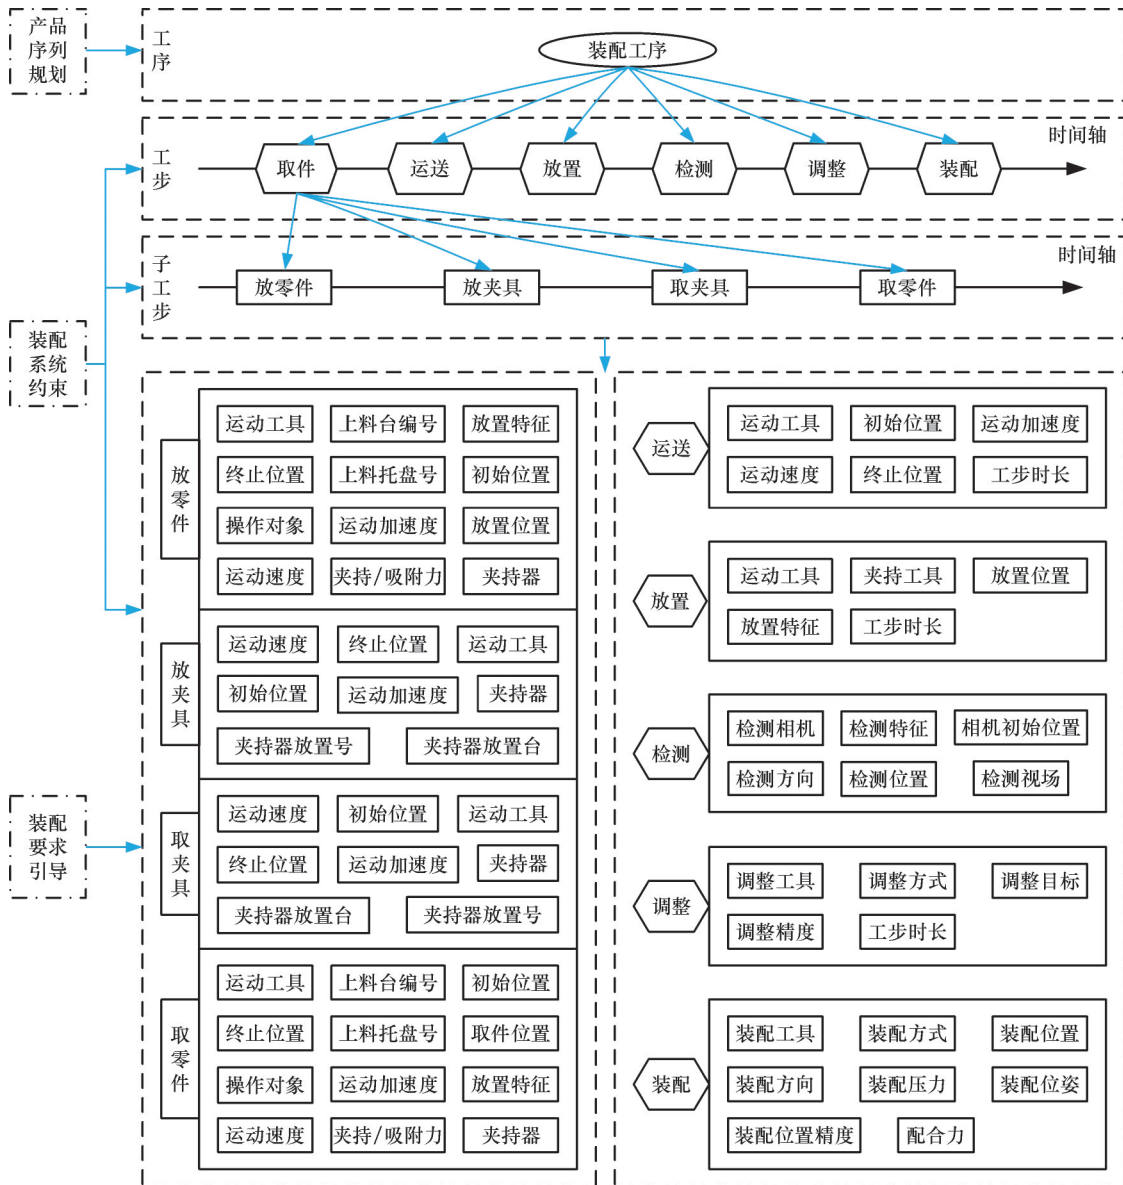 产品
序列
规划
工序
装配工序
工步
时间轴
取件
运送
放置
检测
调整
装配
子工步
时间轴
放零件
放夹具
取夹具
取零件
装配
系统
约束
装配
要求
引导
放零件
运动工具 上料台编号 放置特征
终止位置 上料托盘号 初始位置
操作对象 运动加速度 放置位置
运动速度 夹持/吸附力 夹持器
放夹具
运动速度 终止位置 运动工具
初始位置 运动加速度 夹持器
夹持器放置号 夹持器放置台
取夹具
运动速度 初始位置 运动工具
终止位置 运动加速度 夹持器
夹持器放置台 夹持器放置号
取零件
运动工具 上料台编号 初始位置
终止位置 上料托盘号 取件位置
操作对象 运动加速度 放置特征
运动速度 夹持/吸附力 夹持器
运送
运动工具 初始位置 运动加速度
运动速度 终止位置 工步时长
放置
运动工具 夹持工具 放置位置
放置特征 工步时长
检测
检测相机 检测特征 相机初始位置
检测方向 检测位置 检测视场
调整
调整工具 调整方式 调整目标
调整精度 工步时长
装配
装配工具 装配方式 装配位置
装配方向 装配压力 装配位姿
装配位置精度 配合力